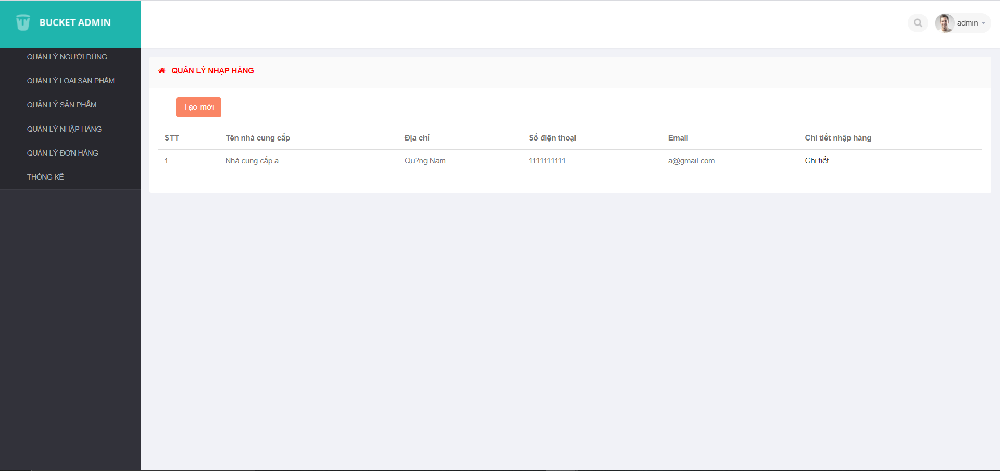 BUCKET ADMIN
admin
QUẢN LÝ NGƯỜI DÙNG
QUẢN LÝ LOẠI SẢN PHẨM
QUẢN LÝ SẢN PHẨM
QUẢN LÝ NHẬP HÀNG
QUẢN LÝ ĐƠN HÀNG
THỐNG KÊ
QUẢN LÝ NHẬP HÀNG
Tạo mới
STT Tên nhà cung cấp Địa chỉ Số điện thoại Email Chi tiết nhập hàng
1 Nhà cung cấp a Qu?ng Nam 1111111111 a@gmail.com Chi tiết